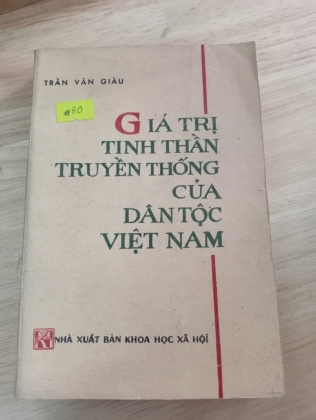 TRẦN VĂN GIÀU
#80
GIÁ TRỊ
TINH THẦN
TRUYỀN THỐNG
CỦA
DÂN TỘC
VIỆT NAM
NHÀ XUẤT BẢN KHOA HỌC XÃ HỘI